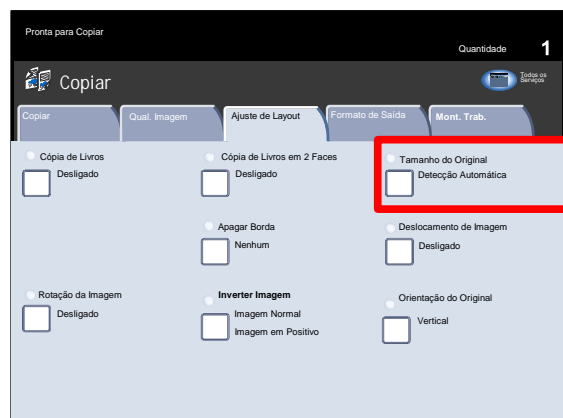 Pronta para Copiar
Quantidade 1
Copiar
Todos os
Serviços
Copiar Qual. Imagem Ajuste de Layout Formato de Saída Mont. Trab.
Cópia de Livros
Desligado
Cópia de Livros em 2 Faces
Desligado
Tamanho do Original
Detecção Automática
Apagar Borda
Nenhum
Deslocamento de Imagem
Desligado
Rotação da Imagem
Desligado
Inverter Imagem
Imagem Normal
Imagem em Positivo
Orientação do Original
Vertical